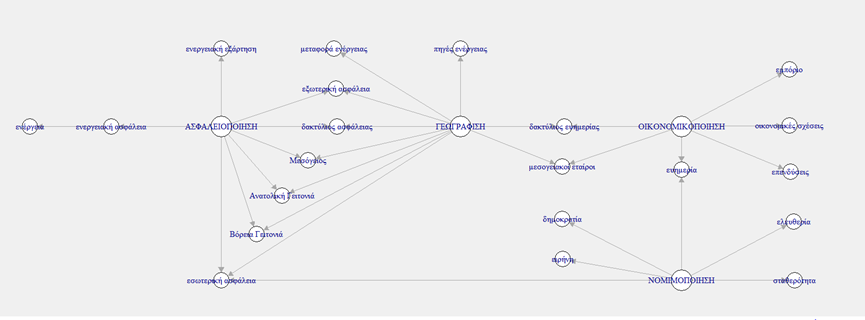 ενεργειακή εξάρτηση
μεταφορά ενέργειας
πηγές ενέργειας
εμπόριο
εξωτερική ασφάλεια
ενέργεια
ενεργειακή ασφάλεια
ΑΣΦΑΛΕΙΟΠΟΙΗΣΗ
δακτύλιος ασφάλειας
ΓΕΩΓΡΑΦΙΣΗ
δακτύλιος ευημερίας
ΟΙΚΟΝΟΜΙΚΟΠΟΙΗΣΗ
οικονομικές σχέσεις
Μεσόγειος
μεσογειακοί εταίροι
ευημερία
επενδύσεις
Ανατολική Γειτονιά
δημοκρατία
ελευθερία
Βόρεια Γειτονιά
ειρήνη
εσωτερική ασφάλεια
ΝΟΜΙΜΟΠΟΙΗΣΗ
σταθερότητα